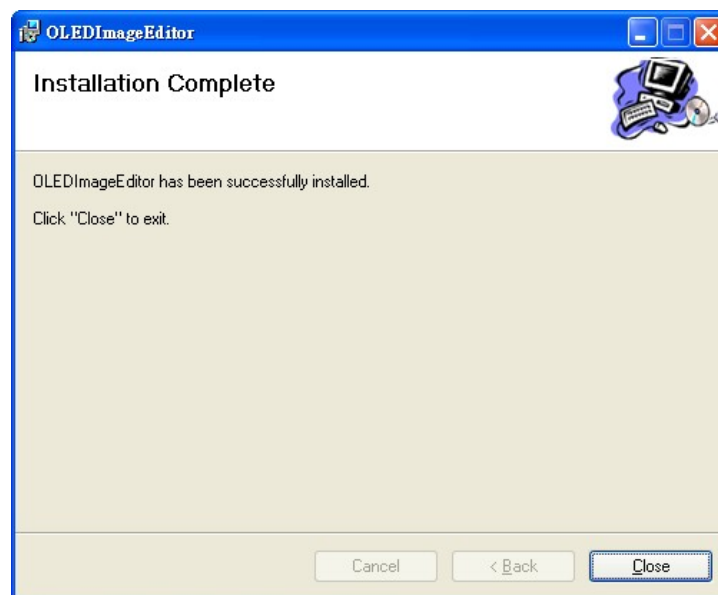 OLEDImageEditor
Installation Complete
OLEDImageEditor has been successfully installed.
Click "Close" to exit.
Cancel
< Back
Close